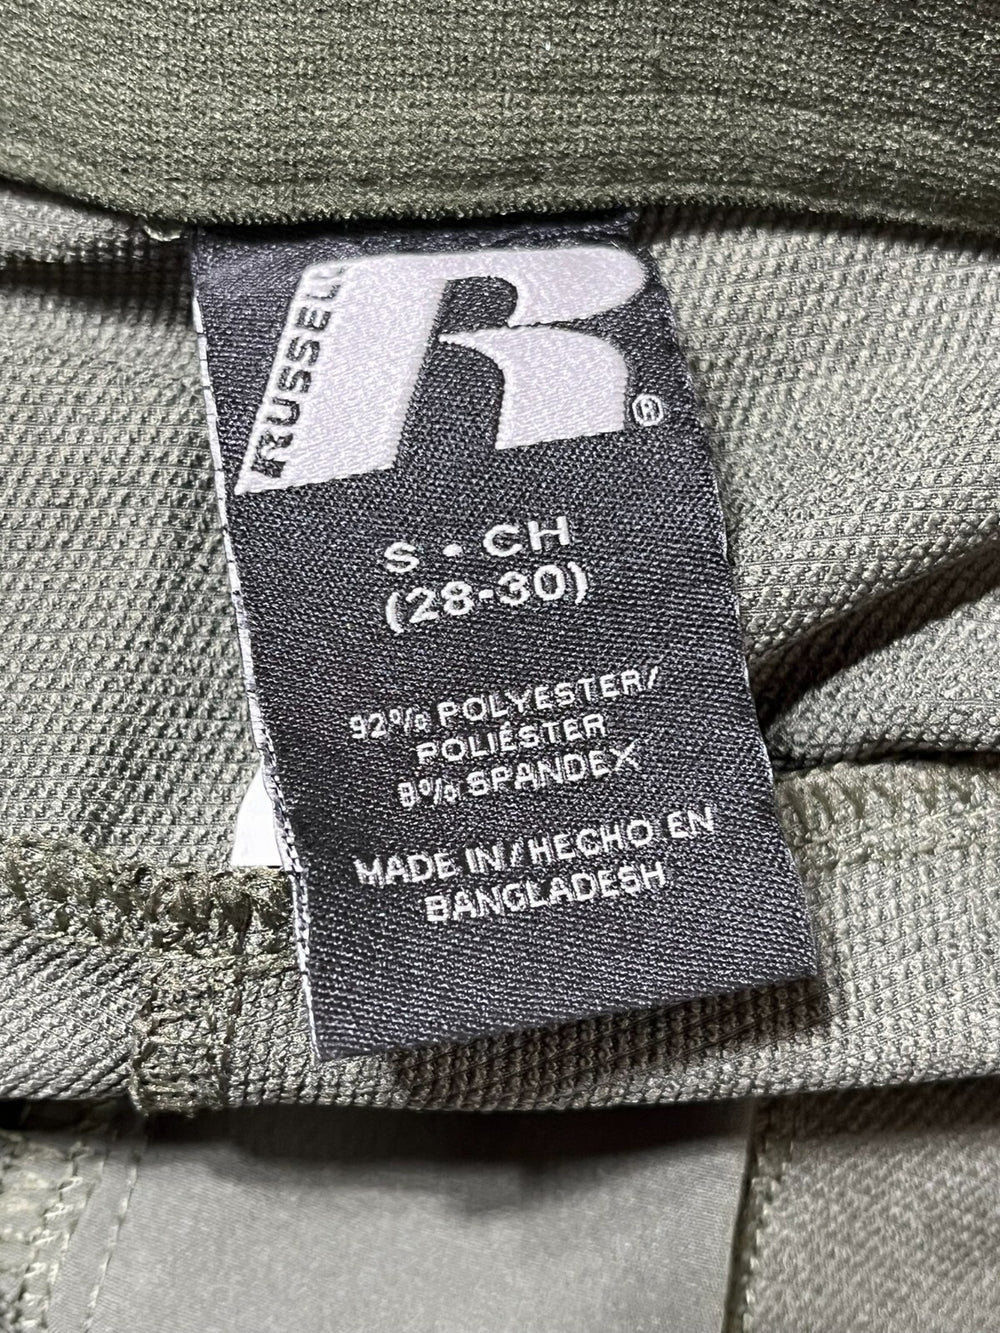 RUSSELL
R®
S • CH
(28-30)
92% POLYESTER/
POLIÉSTER
8% SPANDEX
MADE IN/HECHO EN
BANGLADESH